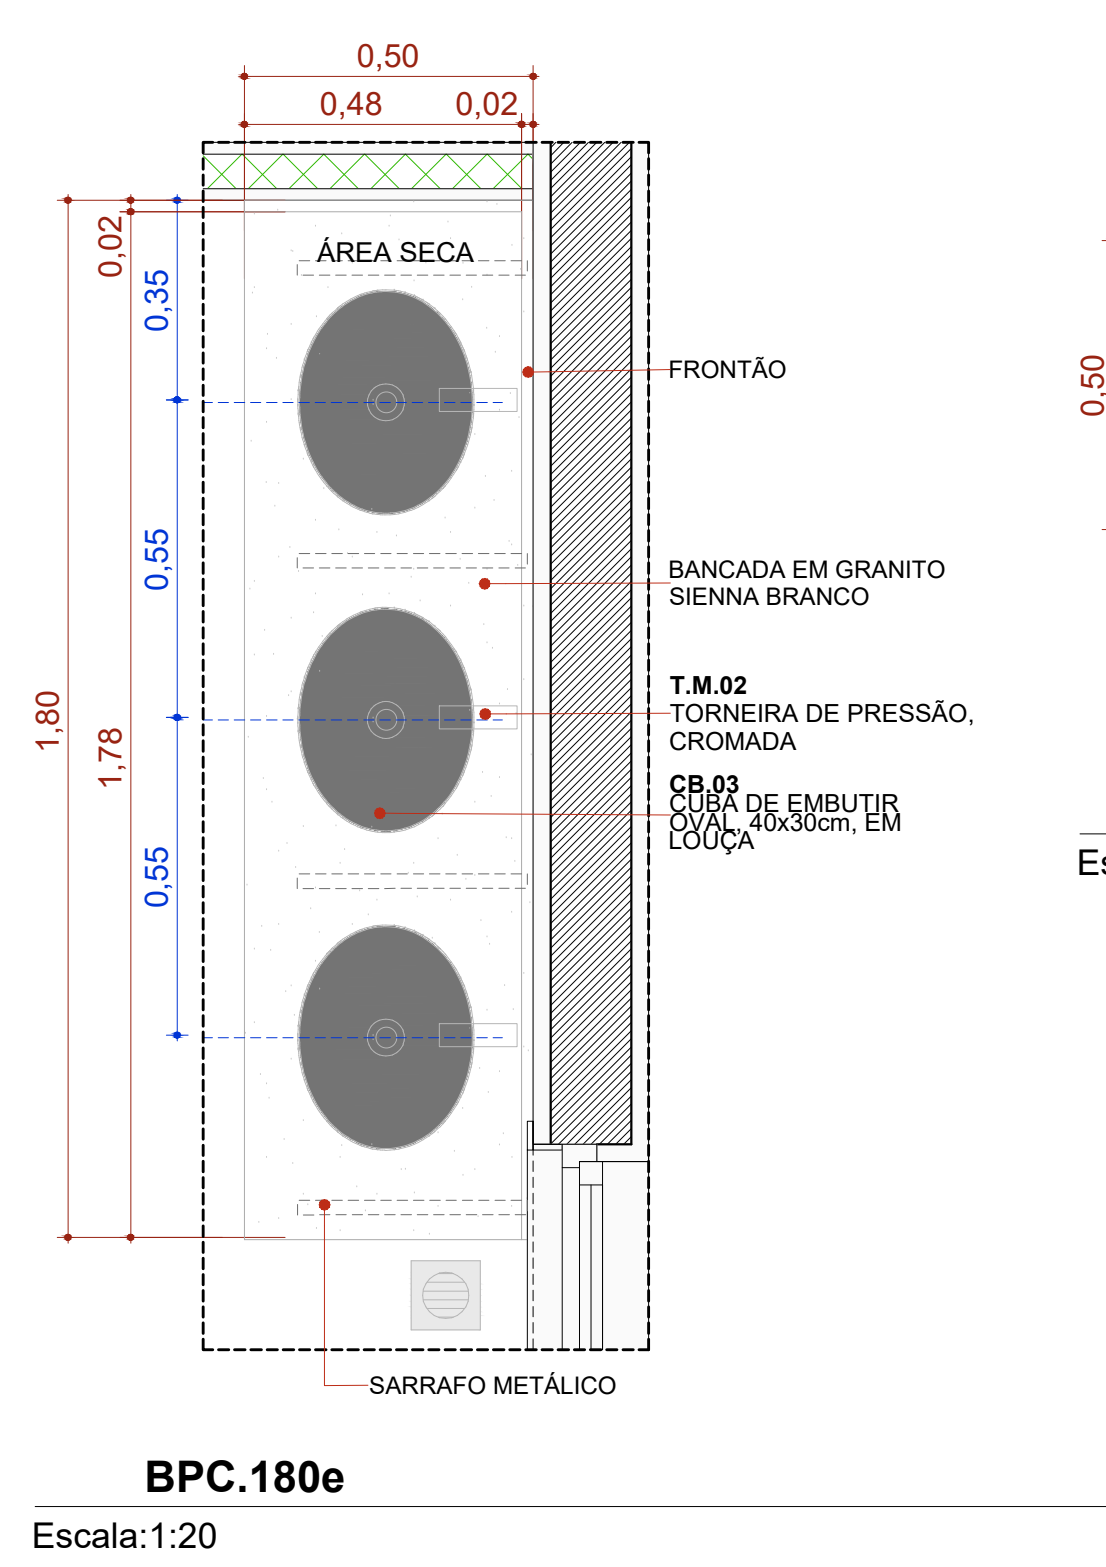 0,50
0,48
0,02
0,02
0,35
ÁREA SECA
FRONTÃO
0,50
0,55
BANCADA EM GRANITO
SIENNA BRANCO
T.M.02
TORNEIRA DE PRESSÃO,
CROMADA
1,80
1,78
CB.03
CUBA DE EMBUTIR
OVAL, 40x30cm, EM
LOUÇA
0,55
SARRAFO METÁLICO
BPC.180e
Escala:1:20